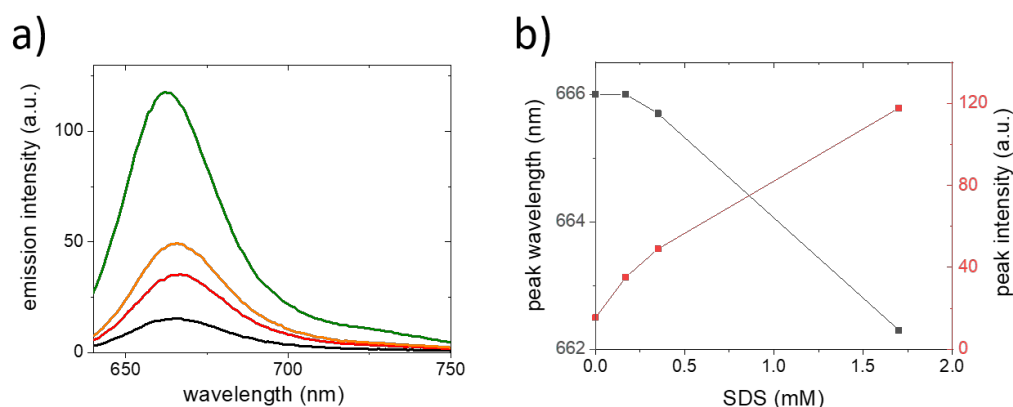 a)
emission intensity (a.u.)
100
50
0
650
700
750
wavelength (nm)
b)
peak wavelength (nm)
666
664
662
0.0
0.5
1.0
1.5
2.0
SDS (mM)
120
80
40
0
peak intensity (a.u.)